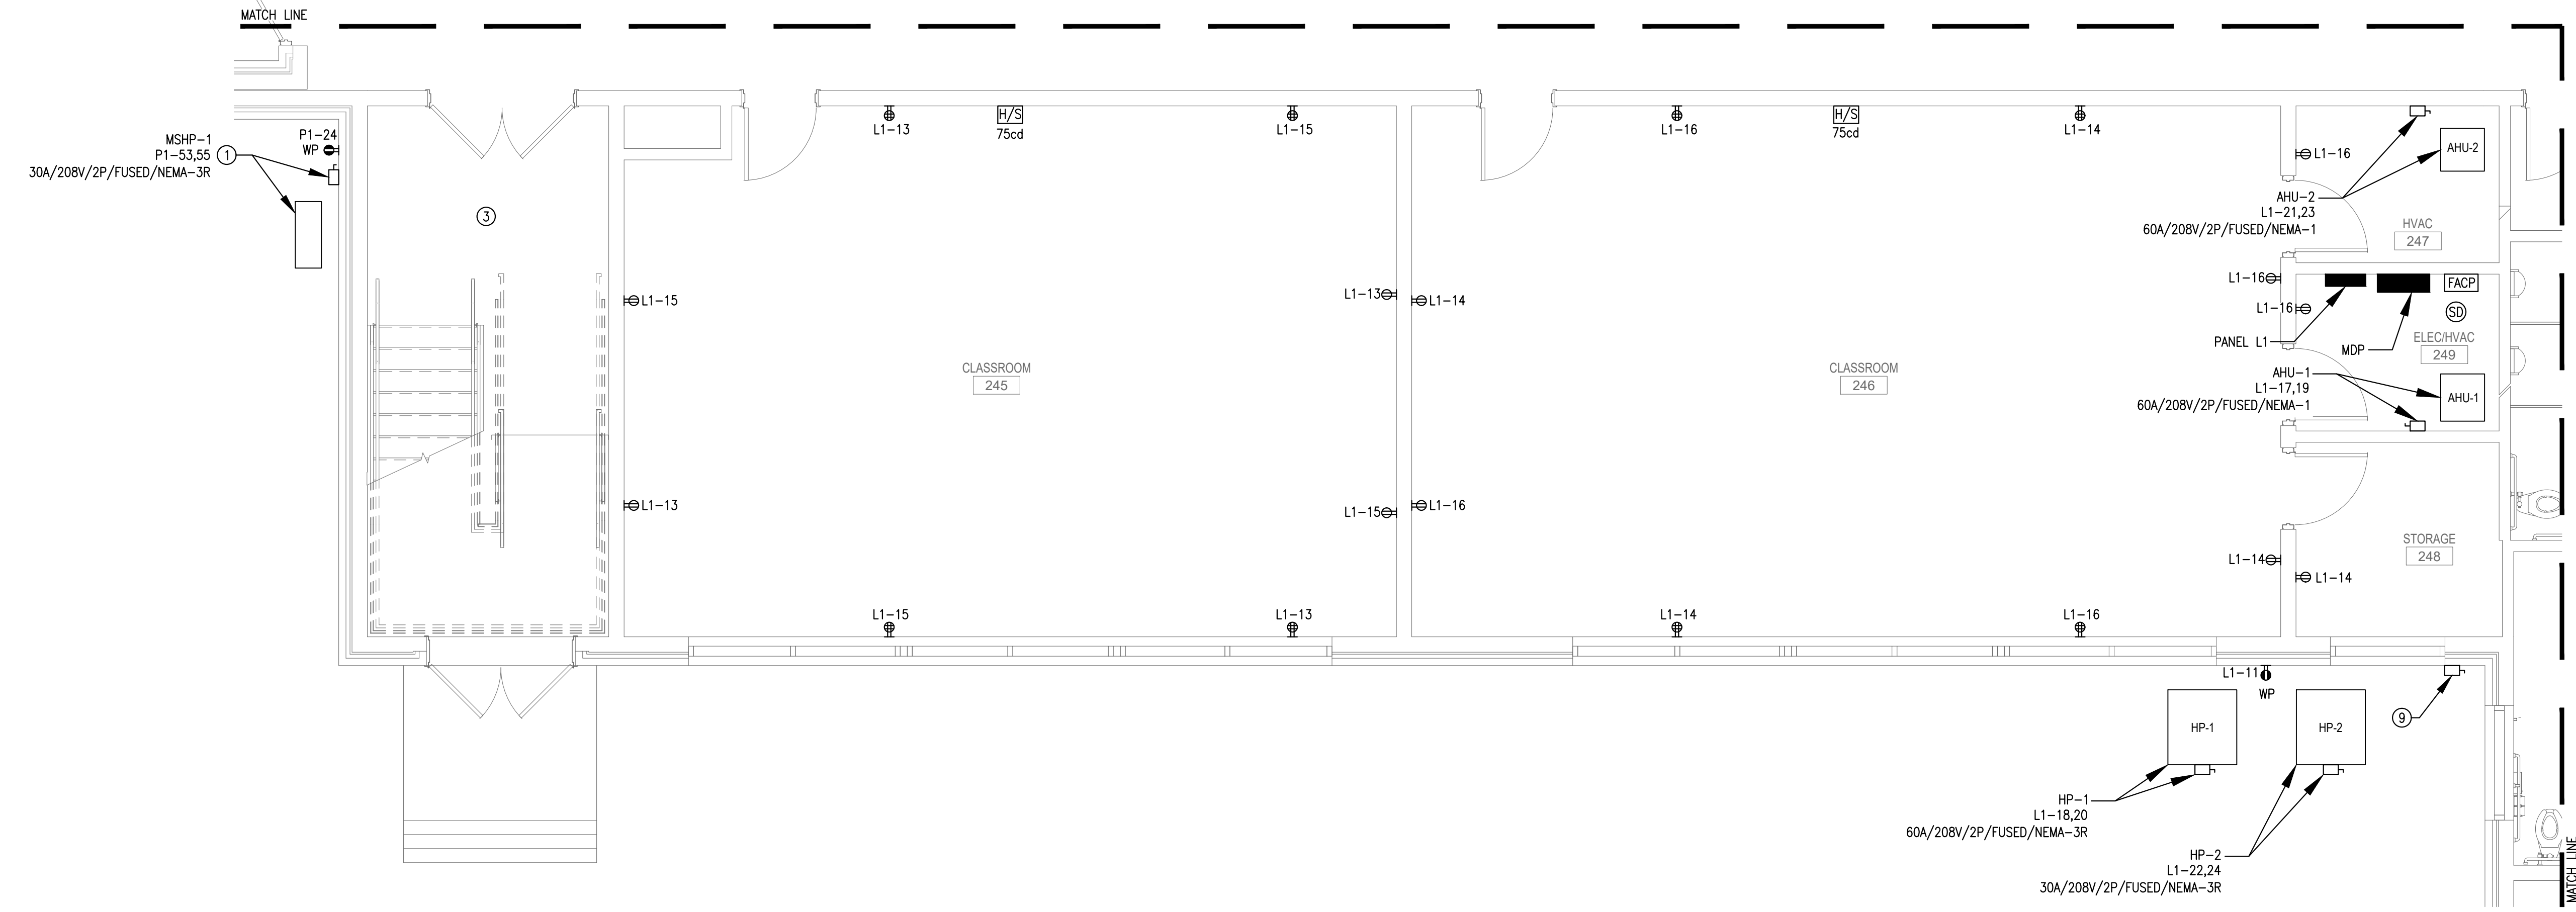 MATCH LINE
MSHP-1
P1-53,55
30A/208V/2P/FUSED/NEMA-3R
1
P1-24
WP
3
L1-13
H/S
75cd
L1-15
L1-16
H/S
75cd
L1-14
L1-16
AHU-2
AHU-2
L1-21,23
60A/208V/2P/FUSED/NEMA-1
HVAC
247
L1-15
L1-13
L1-14
L1-16
L1-16
FACP
SD
PANEL L1
MDP
ELEC/HVAC
249
CLASSROOM
245
CLASSROOM
246
AHU-1
L1-17,19
60A/208V/2P/FUSED/NEMA-1
AHU-1
L1-13
L1-15
L1-16
STORAGE
248
L1-14
L1-14
L1-15
L1-13
L1-14
L1-16
L1-11
WP
9
HP-1
HP-2
HP-1
L1-18,20
60A/208V/2P/FUSED/NEMA-3R
HP-2
L1-22,24
30A/208V/2P/FUSED/NEMA-3R
MATCH LINE